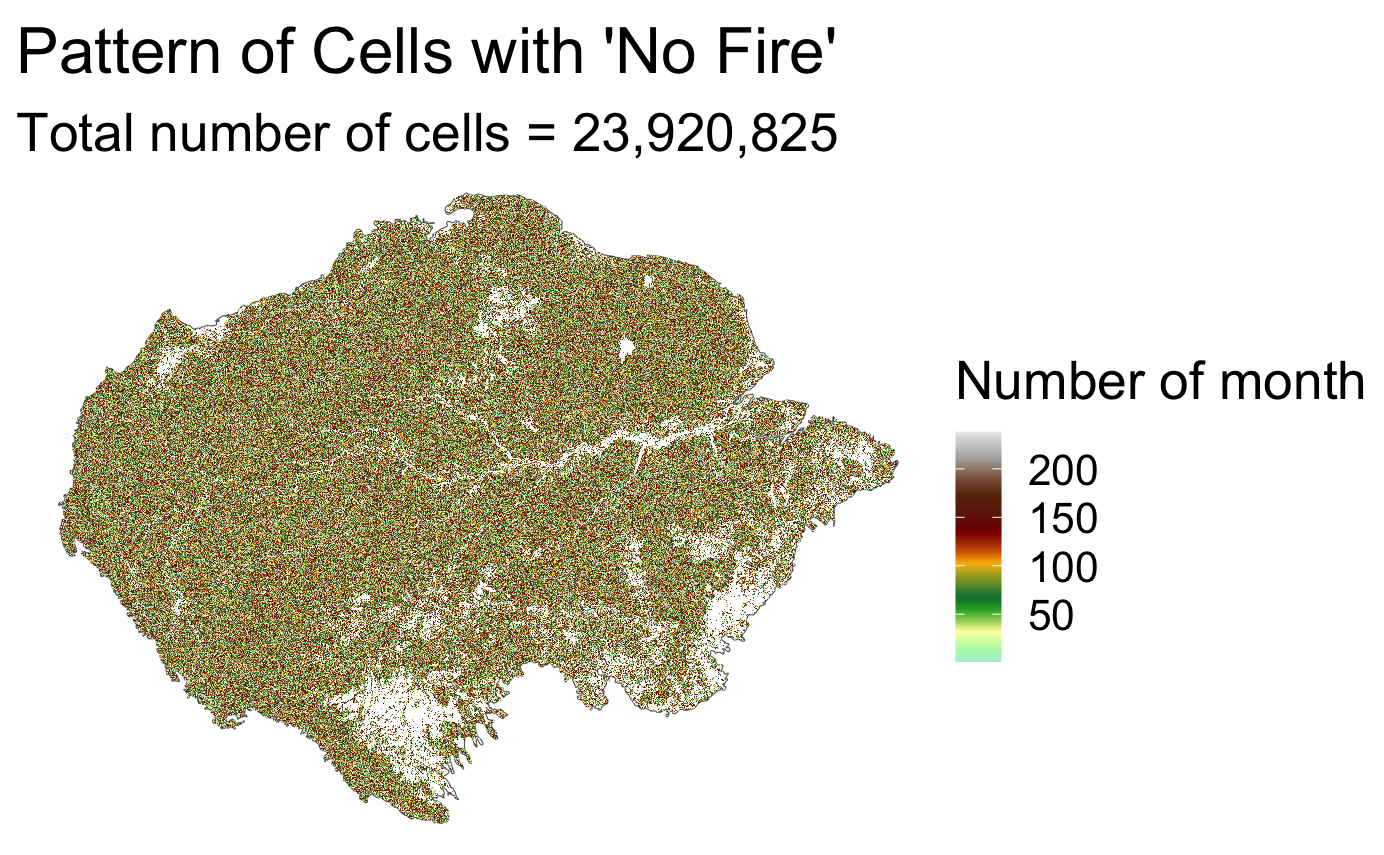 Pattern of Cells with 'No Fire'
Total number of cells = 23,920,825
Number of month
200
150
100
50